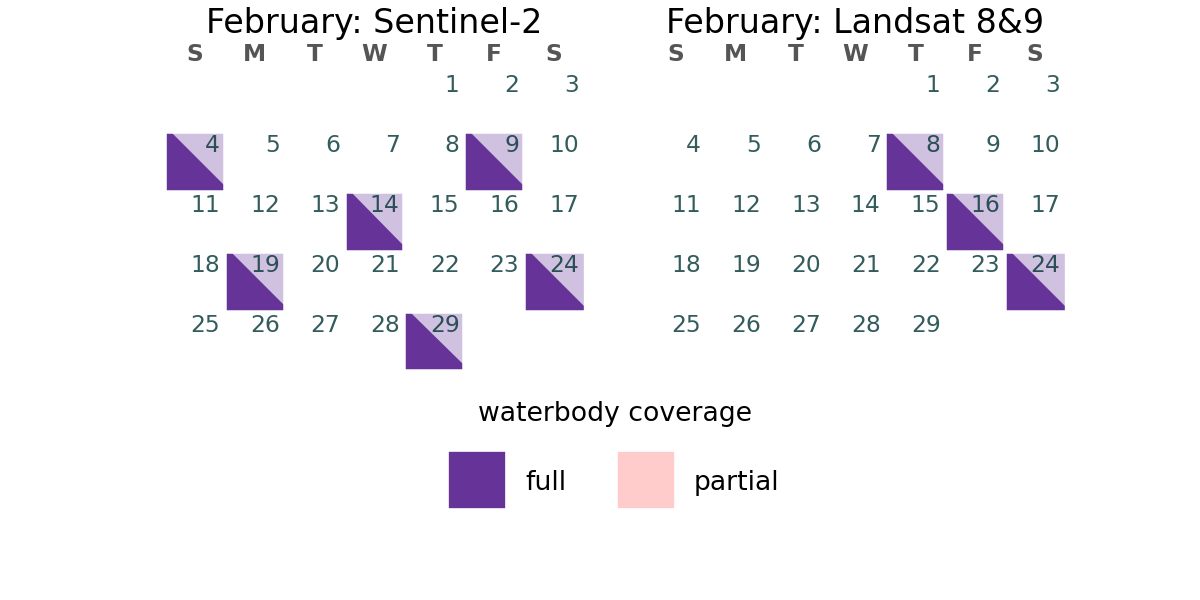 February: Sentinel-2
S M T W T F S
1 2 3
4 5 6 7 8 9 10
11 12 13 14 15 16 17
18 19 20 21 22 23 24
25 26 27 28 29
February: Landsat 8&9
S M T W T F S
1 2 3
4 5 6 7 8 9 10
11 12 13 14 15 16 17
18 19 20 21 22 23 24
25 26 27 28 29
waterbody coverage
full partial